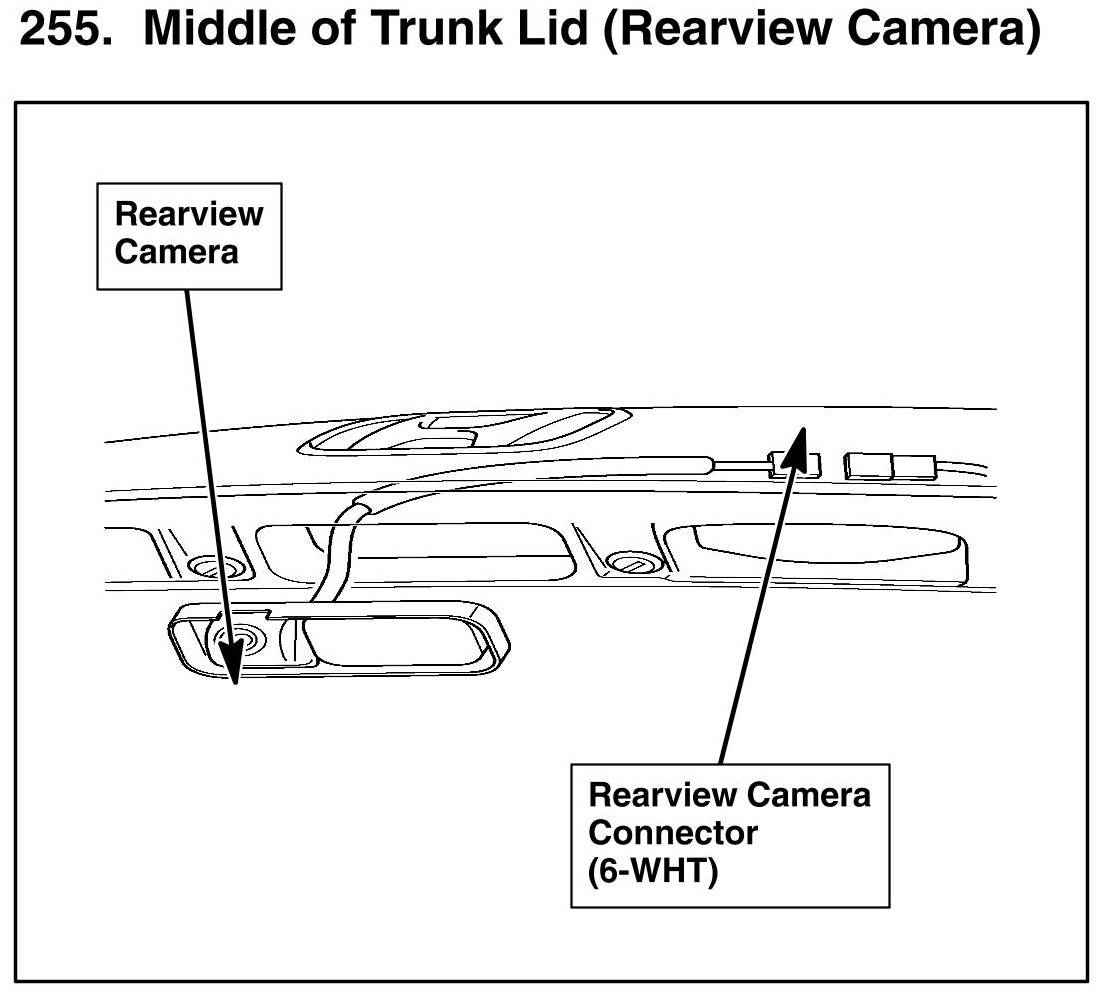 255. Middle of Trunk Lid (Rearview Camera)
Rearview
Camera
Rearview Camera
Connector
(6-WHT)